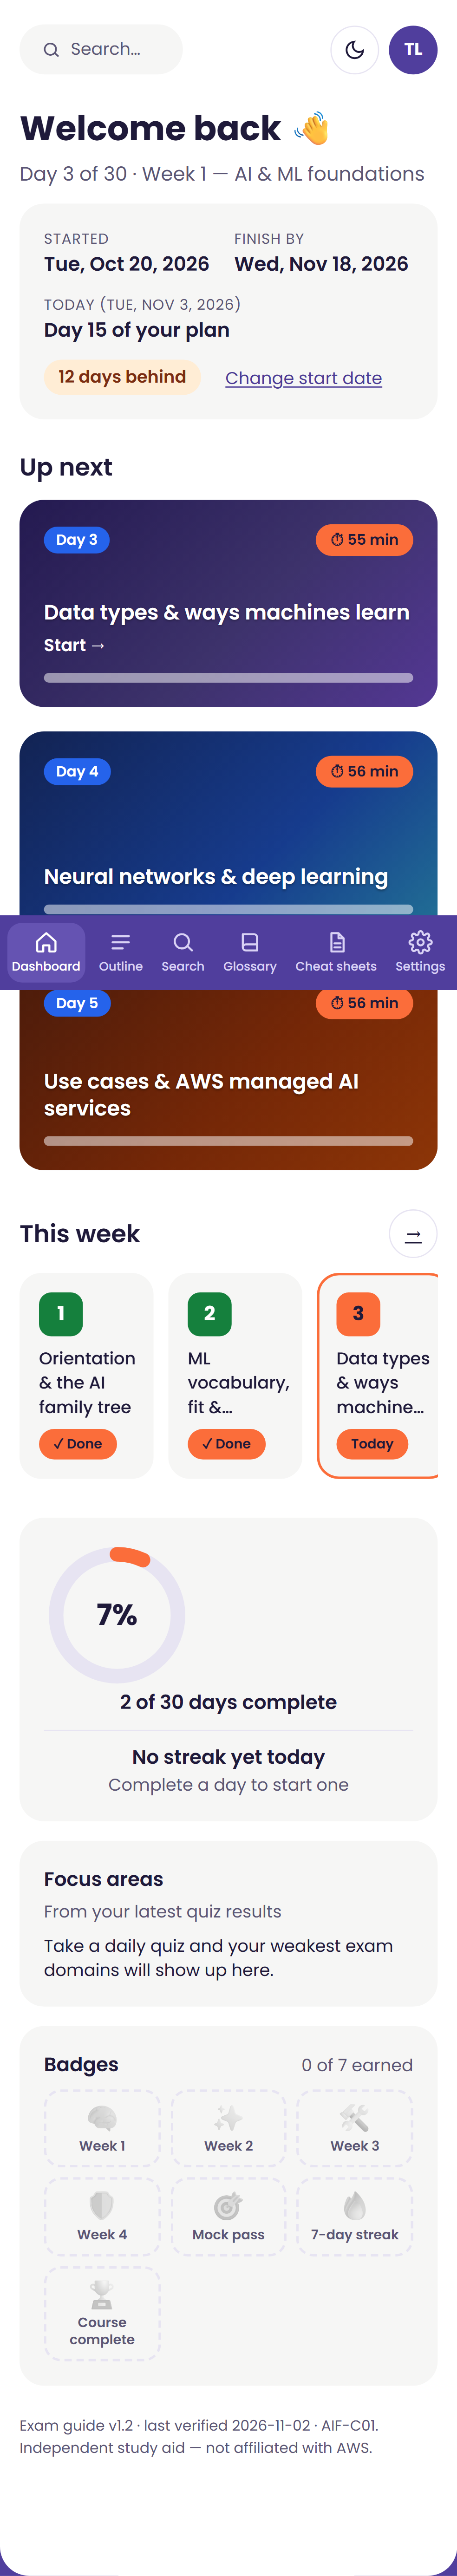 Search...
TL
Welcome back 👋
Day 3 of 30 · Week 1 — AI & ML foundations
STARTED
Tue, Oct 20, 2026
FINISH BY
Wed, Nov 18, 2026
TODAY (TUE, NOV 3, 2026)
Day 15 of your plan
12 days behind
Change start date
Up next
Day 3
⏱ 55 min
Data types & ways machines learn
Start →
Day 4
⏱ 56 min
Neural networks & deep learning
Dashboard
Outline
Search
Glossary
Cheat sheets
Settings
Day 5
⏱ 56 min
Use cases & AWS managed AI
services
This week
→
1
Orientation
& the AI
family tree
✓ Done
2
ML
vocabulary,
fit &...
✓ Done
3
Data types
& ways
machine...
Today
7%
2 of 30 days complete
No streak yet today
Complete a day to start one
Focus areas
From your latest quiz results
Take a daily quiz and your weakest exam
domains will show up here.
Badges
0 of 7 earned
Week 1
Week 2
Week 3
Week 4
Mock pass
7-day streak
Course
complete
Exam guide v1.2 · last verified 2026-11-02 · AIF-C01.
Independent study aid — not affiliated with AWS.